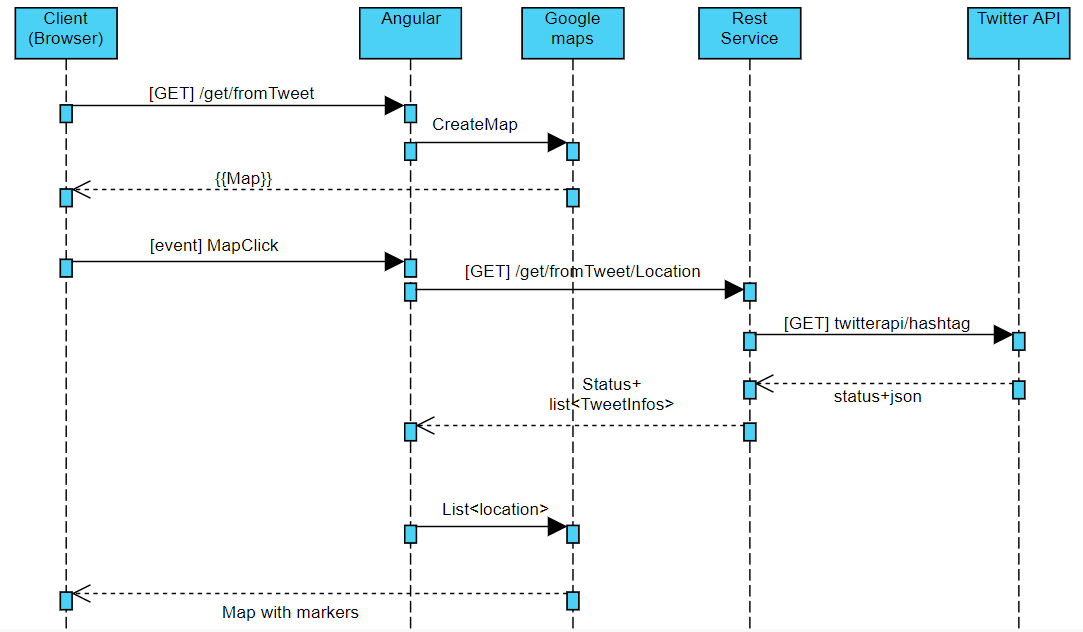 Client
(Browser)
Angular
Google
maps
Rest
Service
Twitter API
[GET] /get/fromTweet
CreateMap
{{Map}}
[event] MapClick
[GET] /get/fromTweet/Location
[GET] twitterapi/hashtag
Status+
list<TweetInfos>
status+json
List<location>
Map with markers